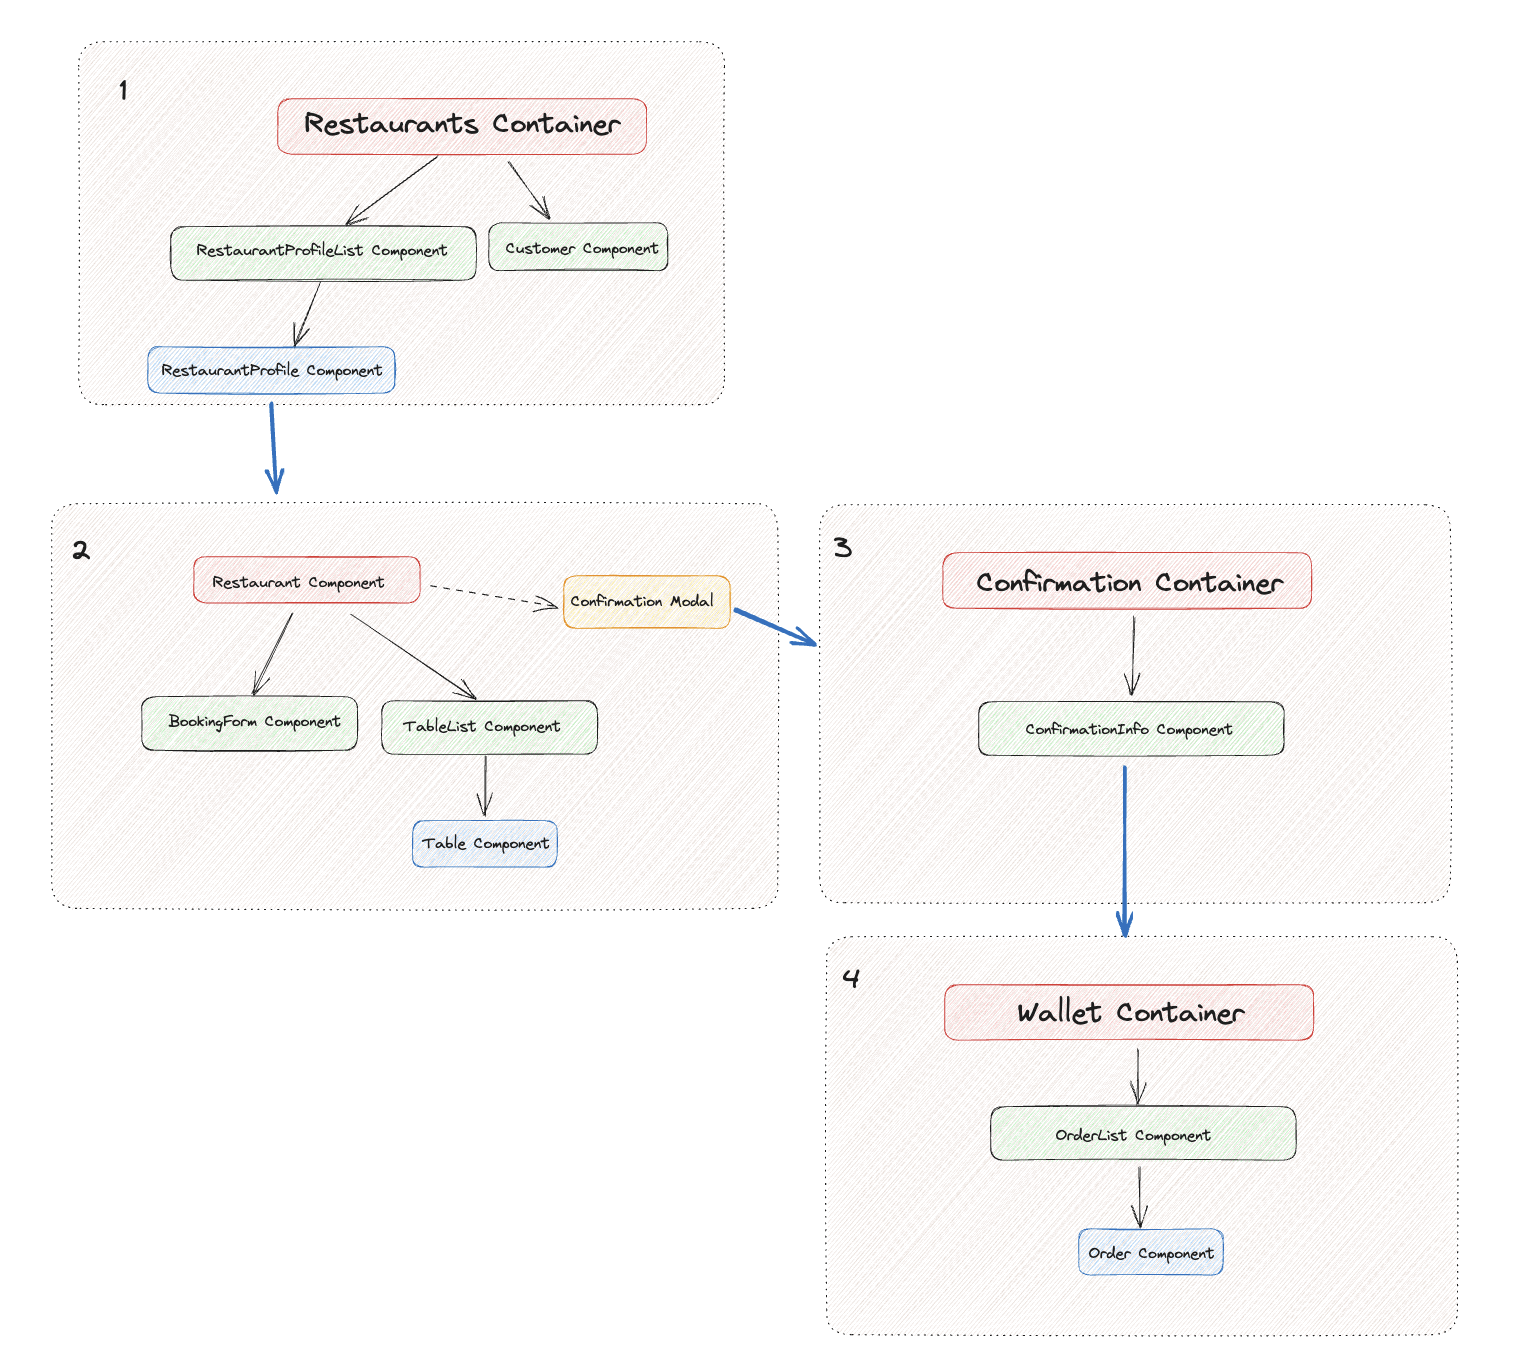 1
Restaurants Container
RestaurantProfileList Component
Customer Component
RestaurantProfile Component
2
Restaurant Component
Confirmation Modal
BookingForm Component
TableList Component
Table Component
3
Confirmation Container
ConfirmationInfo Component
4
Wallet Container
OrderList Component
Order Component